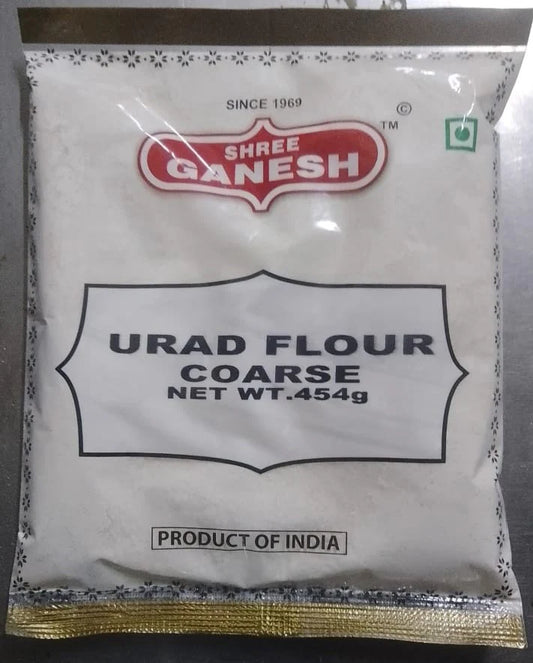 SINCE 1969
©
TM
SHREE
GANESH
URAD FLOUR
COARSE
NET WT.454g
PRODUCT OF INDIA